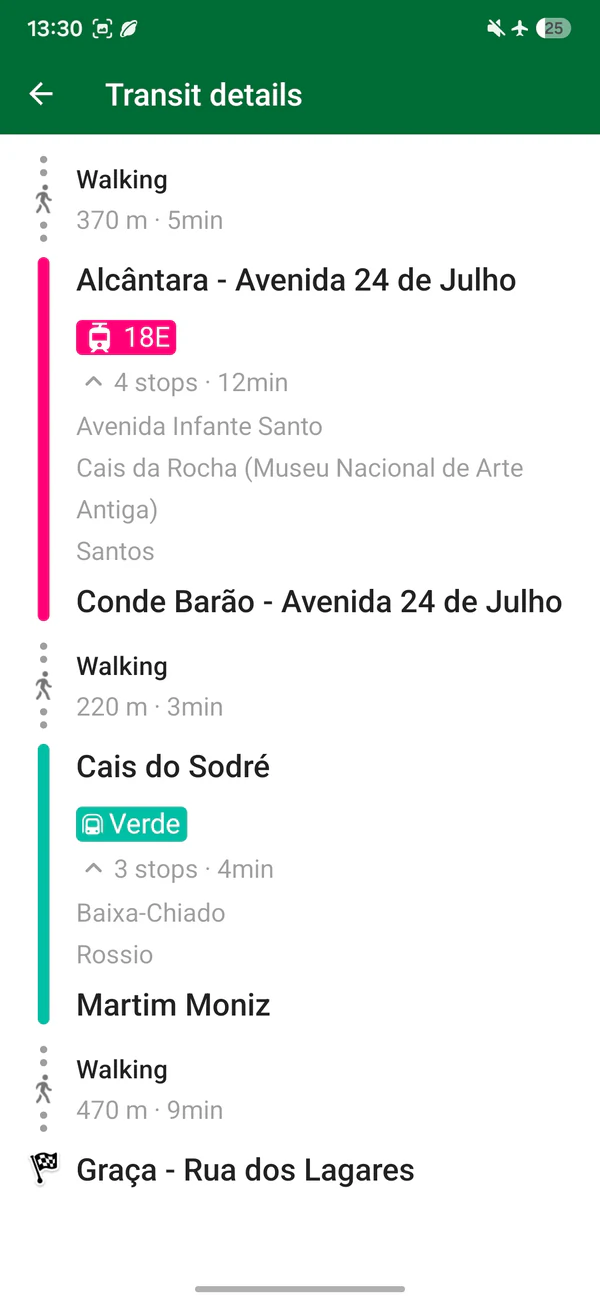 13:30
25
Transit details
Walking
370 m · 5min
Alcântara - Avenida 24 de Julho
18E
4 stops · 12min
Avenida Infante Santo
Cais da Rocha (Museu Nacional de Arte
Antiga)
Santos
Conde Barão - Avenida 24 de Julho
Walking
220 m · 3min
Cais do Sodré
Verde
3 stops · 4min
Baixa-Chiado
Rossio
Martim Moniz
Walking
470 m · 9min
Graça - Rua dos Lagares